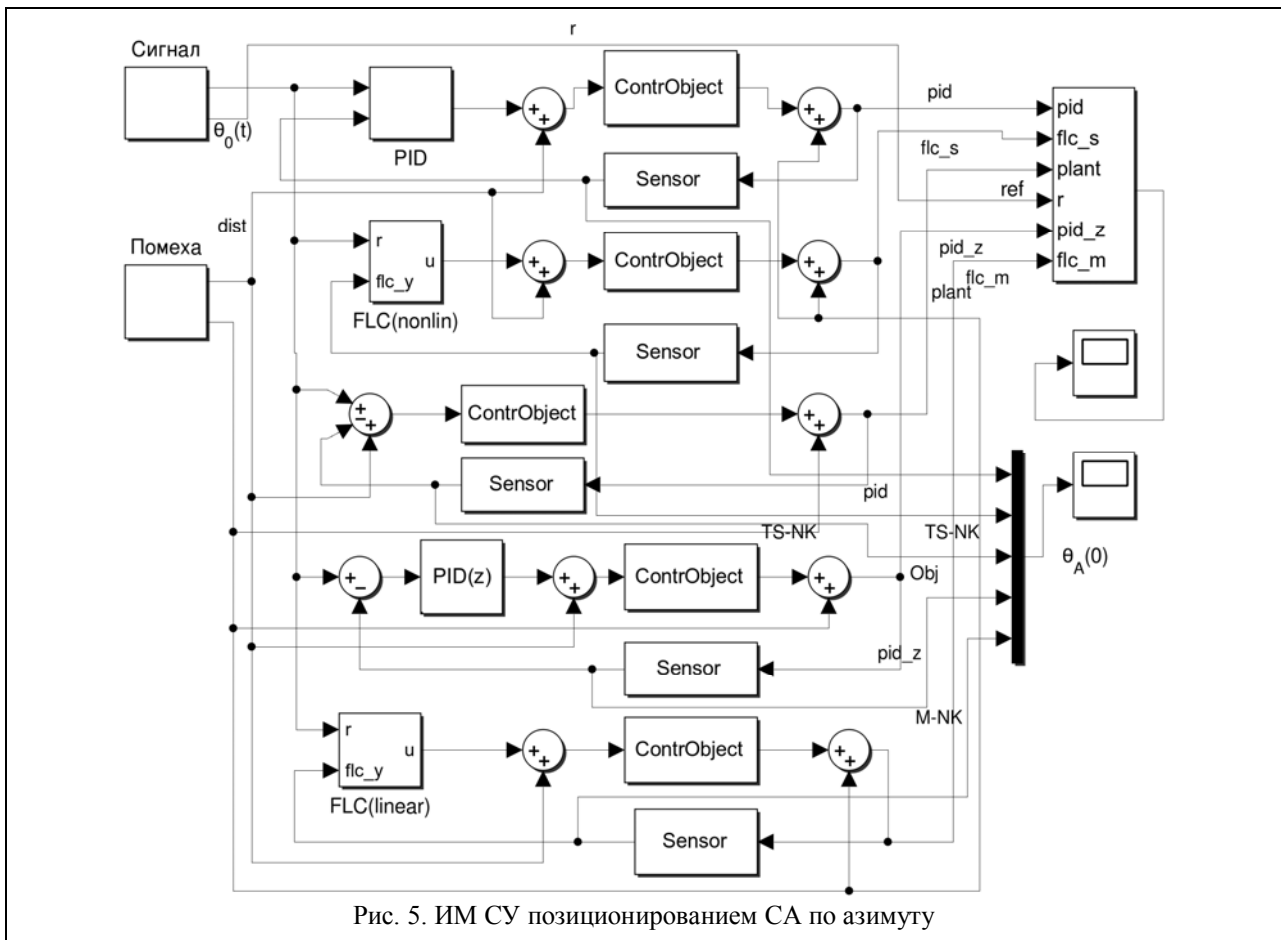 r
Сигнал
ContrObject
pid
pid
θ₀(t)
PID
flc_s
flc_s
plant
Sensor
ref
r
dist
r
u
ContrObject
pid_z
pid_z
Помеха
flc_y
flc_m
flc_m
plant
FLC(nonlin)
Sensor
ContrObject
Sensor
pid
TS-NK
TS-NK
θ_A(0)
PID(z)
ContrObject
Obj
Sensor
pid_z
M-NK
r
u
ContrObject
flc_y
FLC(linear)
Sensor
Рис. 5. ИМ СУ позиционированием СА по азимуту